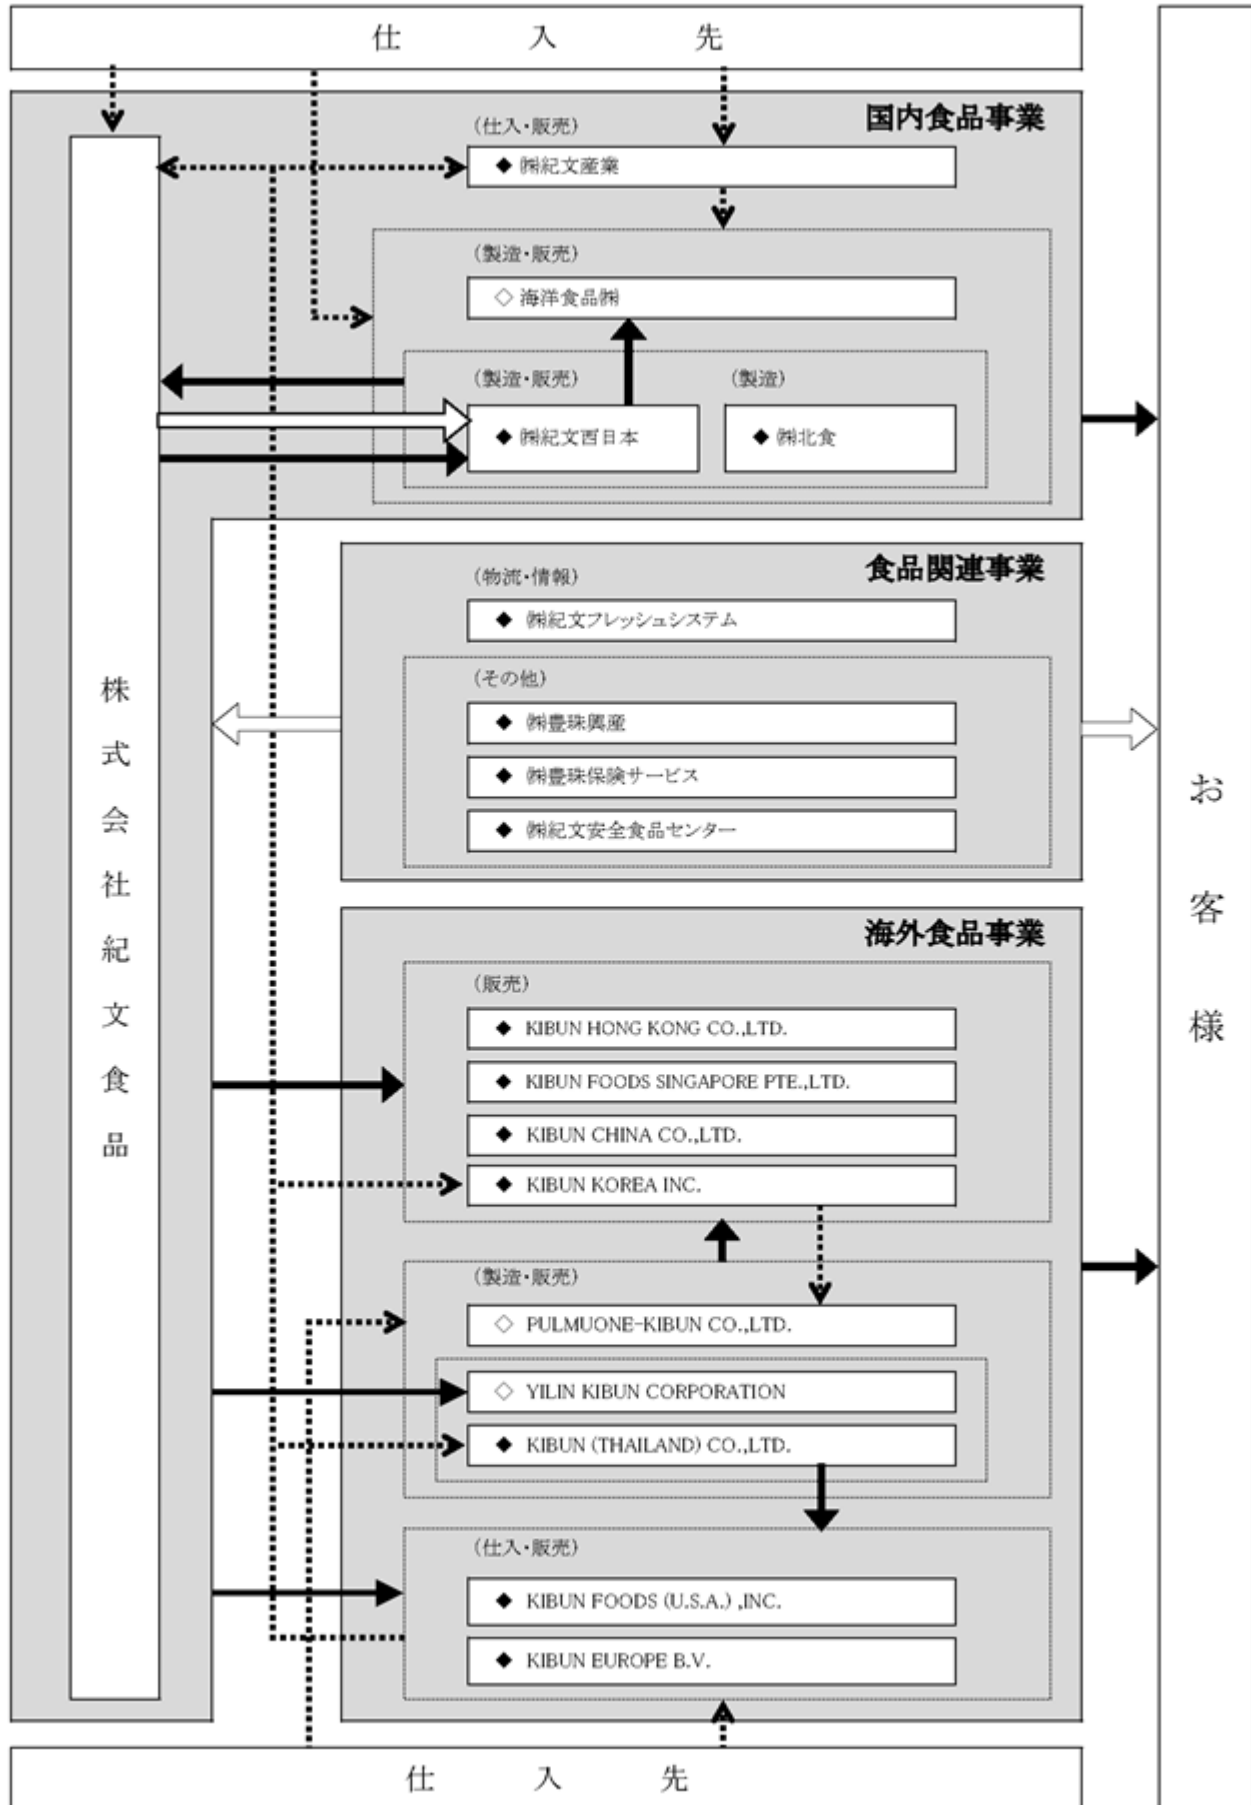 仕入先
国内食品事業
(仕入・販売)
◆ ㈱紀文産業
(製造・販売)
◇ 海洋食品㈱
(製造・販売)
(製造)
◆ ㈱紀文西日本
◆ ㈱北食
食品関連事業
(物流・情報)
◆ ㈱紀文フレッシュシステム
(その他)
◆ ㈱豊珠興産
◆ ㈱豊珠保険サービス
◆ ㈱紀文安全食品センター
株式会社紀文食品
お客様
海外食品事業
(販売)
◆ KIBUN HONG KONG CO.,LTD.
◆ KIBUN FOODS SINGAPORE PTE.,LTD.
◆ KIBUN CHINA CO.,LTD.
◆ KIBUN KOREA INC.
(製造・販売)
◇ PULMUONE-KIBUN CO.,LTD.
◇ YILIN KIBUN CORPORATION
◆ KIBUN (THAILAND) CO.,LTD.
(仕入・販売)
◆ KIBUN FOODS (U.S.A.) ,INC.
◆ KIBUN EUROPE B.V.
仕入先